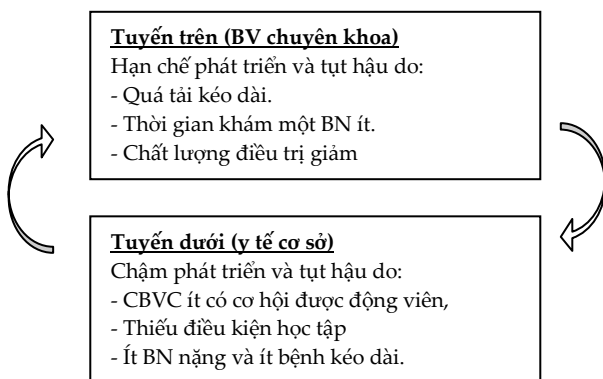 Tuyến trên (BV chuyên khoa)
Hạn chế phát triển và tụt hậu do:
- Quá tải kéo dài.
- Thời gian khám một BN ít.
- Chất lượng điều trị giảm
Tuyến dưới (y tế cơ sở)
Chậm phát triển và tụt hậu do:
- CBVC ít có cơ hội được động viên,
- Thiếu điều kiện học tập
- Ít BN nặng và ít bệnh kéo dài.